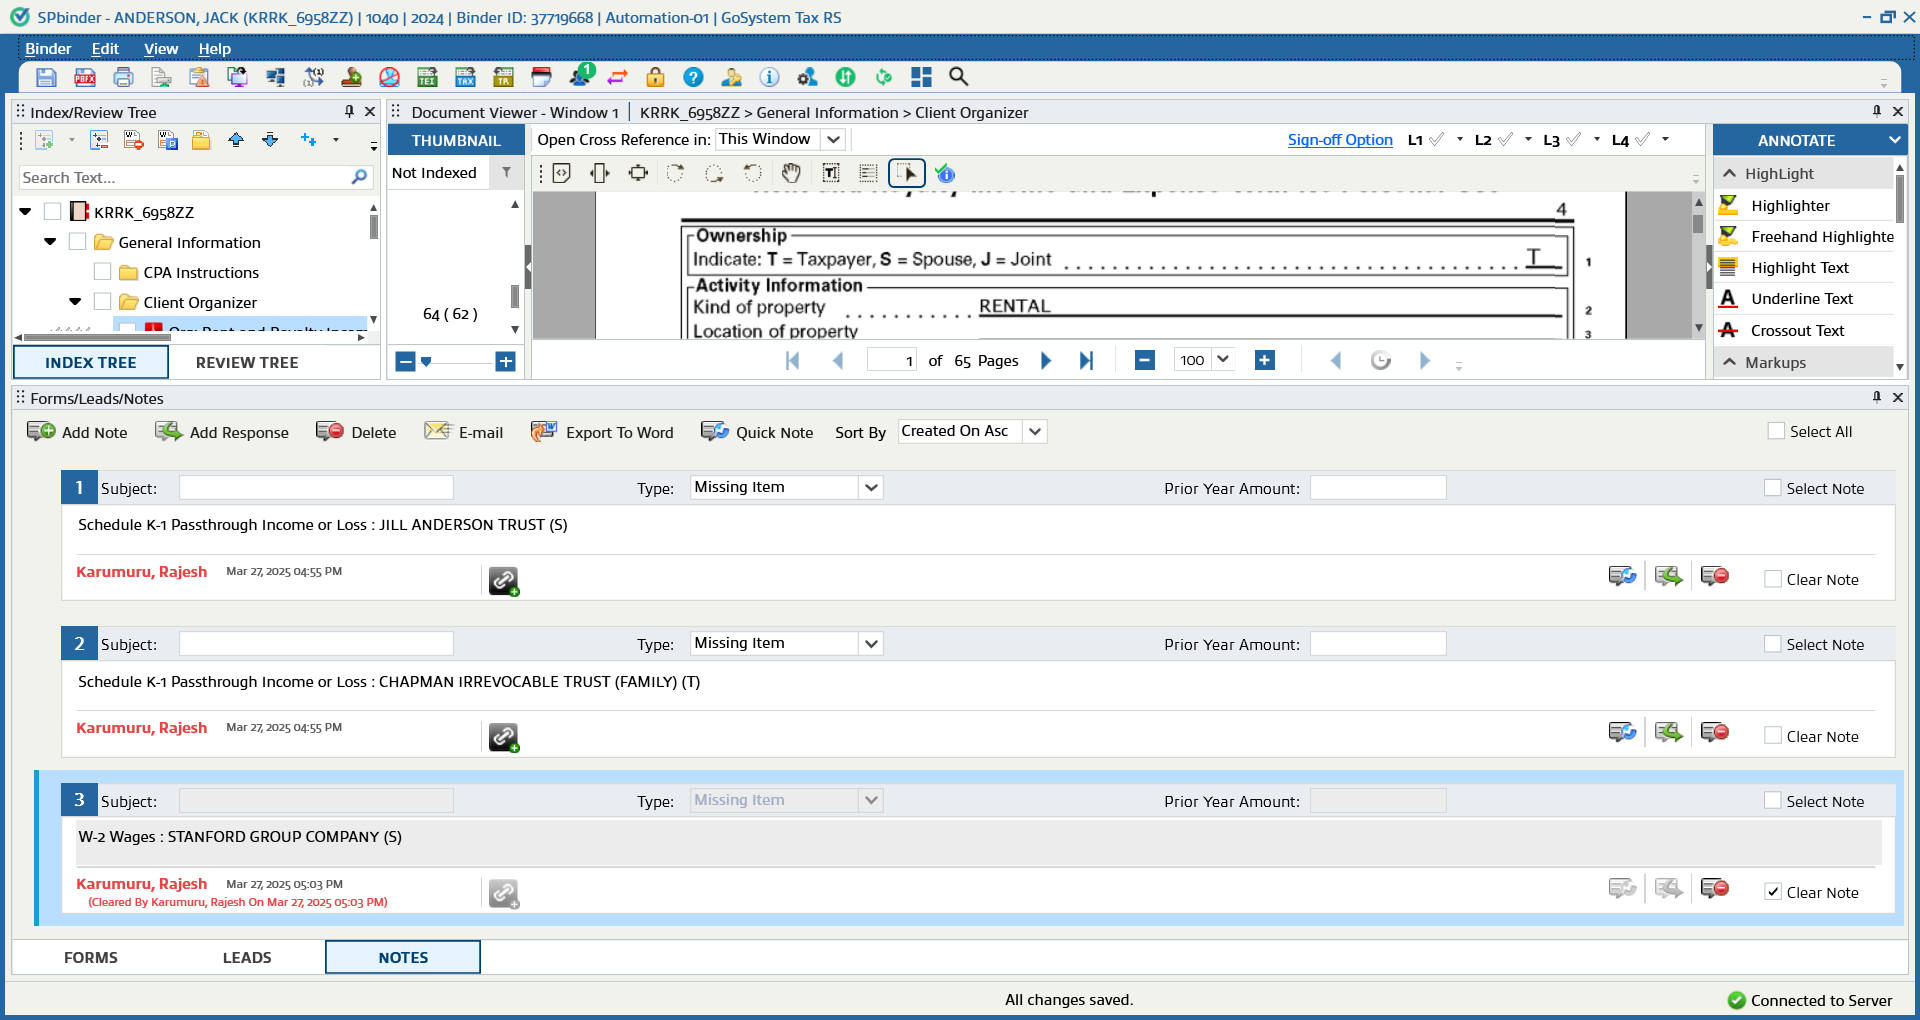 SPbinder - ANDERSON, JACK (KRRK_6958ZZ) | 1040 | 2024 | Binder ID: 37719668 | Automation-01 | GoSystem Tax RS
Binder Edit View Help
Index/Review Tree
Document Viewer - Window 1 | KRRK_6958ZZ > General Information > Client Organizer
THUMBNAIL
Open Cross Reference in: This Window
Sign-off Option L1 L2 L3 L4
ANNOTATE
Not Indexed
HighLight
Search Text...
Highlighter
KRRK_6958ZZ
4
Ownership
Freehand Highlighte
General Information
Indicate: T = Taxpayer, S = Spouse, J = Joint T 1
Highlight Text
CPA Instructions
Activity Information
Underline Text
Client Organizer
64 ( 62 )
Kind of property RENTAL 2
Location of property 3
Crossout Text
INDEX TREE REVIEW TREE
1 of 65 Pages 100
Markups
Forms/Leads/Notes
Add Note Add Response Delete E-mail Export To Word Quick Note Sort By Created On Asc Select All
1 Subject: Type: Missing Item Prior Year Amount: Select Note
Schedule K-1 Passthrough Income or Loss : JILL ANDERSON TRUST (S)
Karumuru, Rajesh Mar 27, 2025 04:55 PM Clear Note
2 Subject: Type: Missing Item Prior Year Amount: Select Note
Schedule K-1 Passthrough Income or Loss : CHAPMAN IRREVOCABLE TRUST (FAMILY) (T)
Karumuru, Rajesh Mar 27, 2025 04:55 PM Clear Note
3 Subject: Type: Missing Item Prior Year Amount: Select Note
W-2 Wages : STANFORD GROUP COMPANY (S)
Karumuru, Rajesh Mar 27, 2025 05:03 PM Clear Note
(Cleared By Karumuru, Rajesh On Mar 27, 2025 05:03 PM)
FORMS LEADS NOTES
All changes saved.
Connected to Server